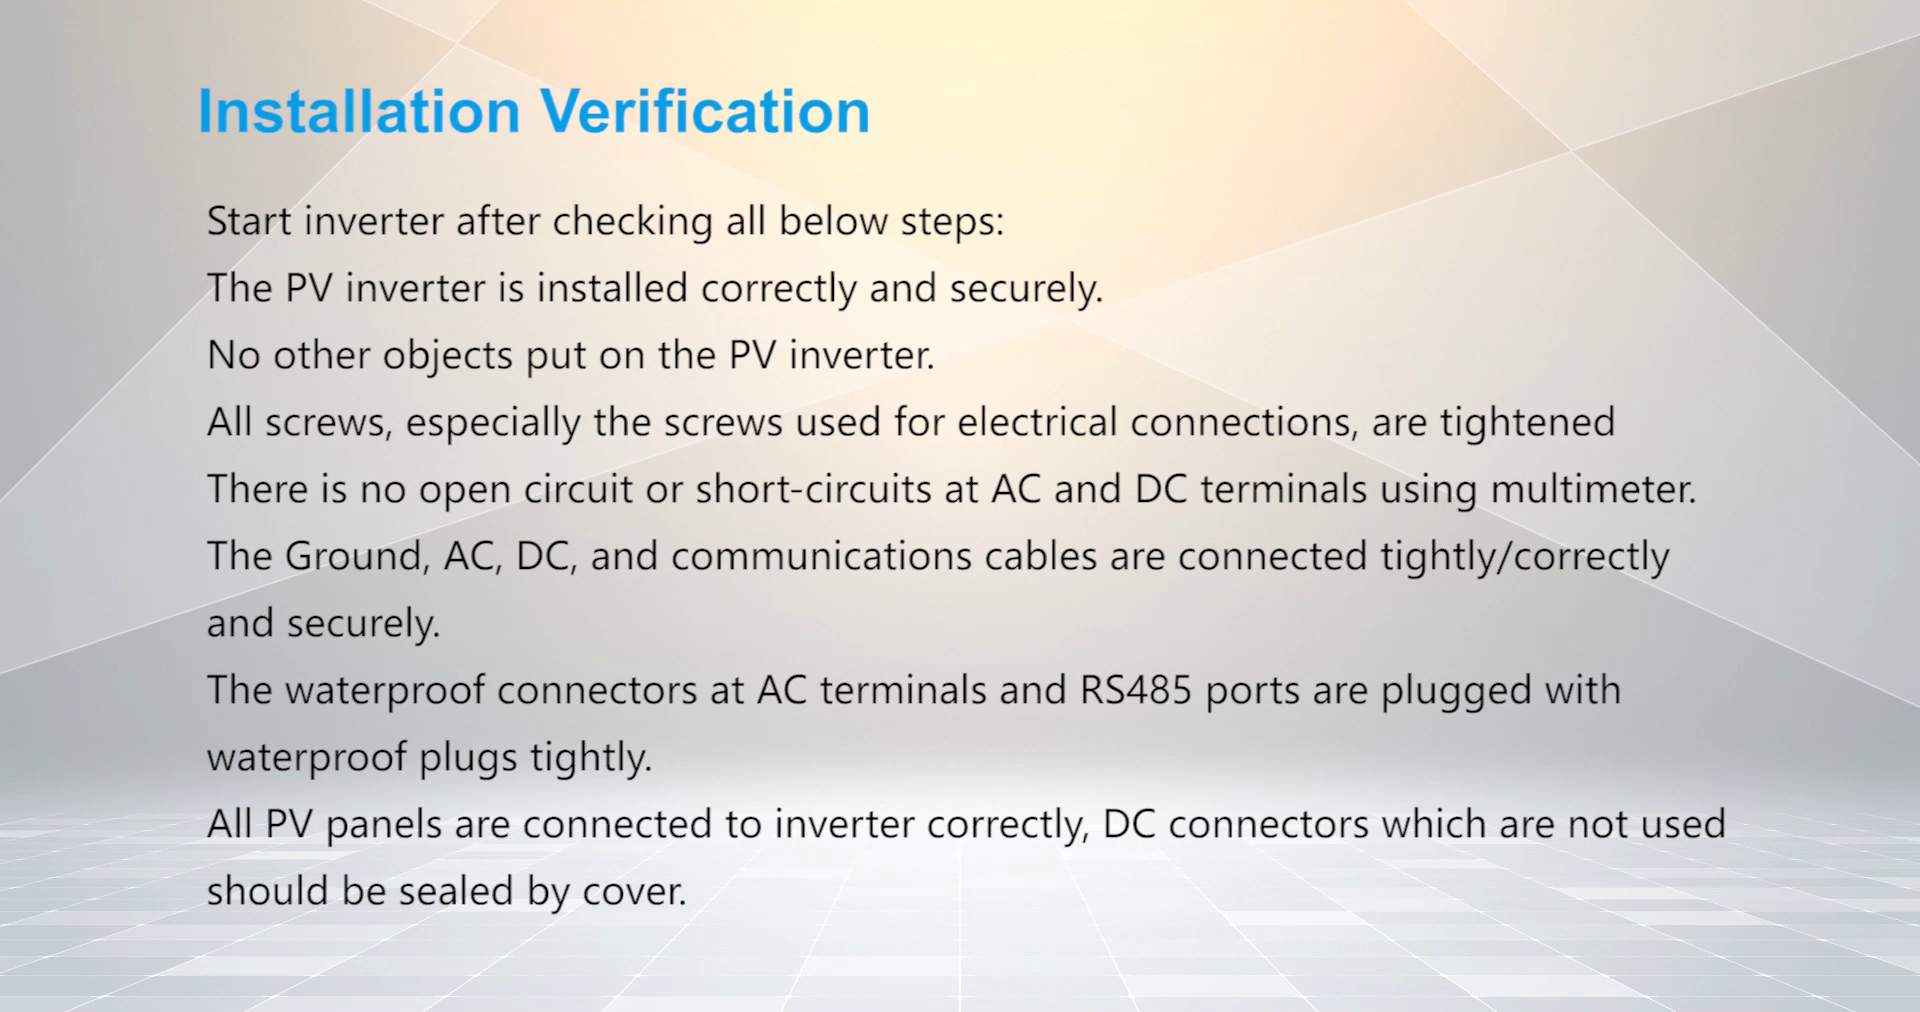 Installation Verification
Start inverter after checking all below steps:
The PV inverter is installed correctly and securely.
No other objects put on the PV inverter.
All screws, especially the screws used for electrical connections, are tightened
There is no open circuit or short-circuits at AC and DC terminals using multimeter.
The Ground, AC, DC, and communications cables are connected tightly/correctly
and securely.
The waterproof connectors at AC terminals and RS485 ports are plugged with
waterproof plugs tightly.
All PV panels are connected to inverter correctly, DC connectors which are not used
should be sealed by cover.